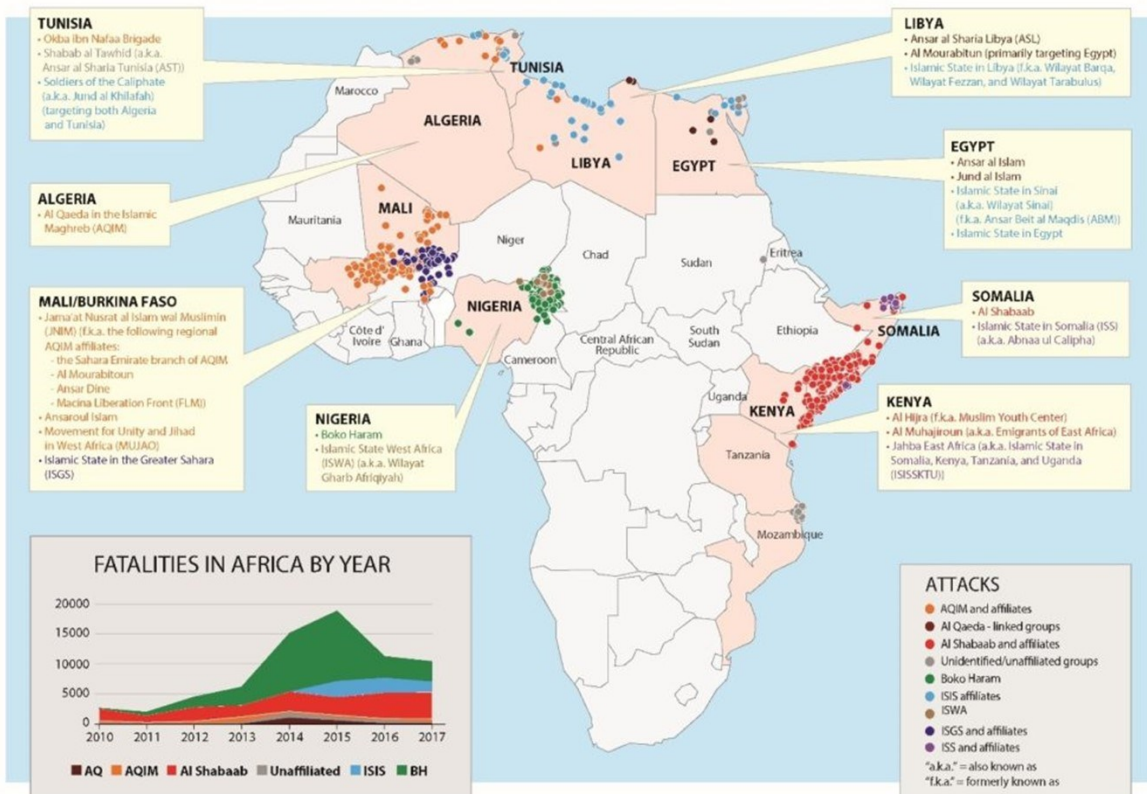 TUNISIA
• Okba ibn Nafaa Brigade
• Shabab al Tawhid (a.k.a.
Ansar al Sharia Tunisia (AST))
• Soldiers of the Caliphate
(a.k.a. Jund al Khilafah)
(targeting both Algeria
and Tunisia)
ALGERIA
• Al Qaeda in the Islamic
Maghreb (AQIM)
MALI/BURKINA FASO
• Jama'at Nusrat al Islam wal Muslimin
(JNIM) (f.k.a. the following regional
AQIM affiliates:
- the Sahara Emirate branch of AQIM
- Al Mourabitoun
- Ansar Dine
- Macina Liberation Front (FLM))
• Ansaroul Islam
• Movement for Unity and Jihad
in West Africa (MUJAO)
• Islamic State in the Greater Sahara
(ISGS)
NIGERIA
• Boko Haram
• Islamic State West Africa
(ISWA) (a.k.a. Wilayat
Gharb Afriqiyah)
LIBYA
• Ansar al Sharia Libya (ASL)
• Al Mourabitun (primarily targeting Egypt)
• Islamic State in Libya (f.k.a. Wilayat Barqa,
Wilayat Fezzan, and Wilayat Tarabulus)
EGYPT
• Ansar al Islam
• Jund al Islam
• Islamic State in Sinai
(a.k.a. Wilayat Sinai)
(f.k.a. Ansar Beit al Maqdis (ABM))
• Islamic State in Egypt
SOMALIA
• Al Shabaab
• Islamic State in Somalia (ISS)
(a.k.a. Abnaa ul Calipha)
KENYA
• Al Hijra (f.k.a. Muslim Youth Center)
• Al Muhajiroun (a.k.a. Emigrants of East Africa)
• Jahba East Africa (a.k.a. Islamic State in
Somalia, Kenya, Tanzania, and Uganda
(ISISSKTU))
TUNISIA
Marocco
ALGERIA
LIBYA
EGYPT
MALI
Mauritania
Niger
Chad
Sudan
Eritrea
NIGERIA
Côte d'
Ivoire
Ghana
Cameroon
Central African
Republic
South
Sudan
Ethiopia
SOMALIA
Uganda
KENYA
Tanzania
Mozambique
FATALITIES IN AFRICA BY YEAR
20000
15000
10000
5000
0
2010 2011 2012 2013 2014 2015 2016 2017
AQ AQIM Al Shabaab Unaffiliated ISIS BH
ATTACKS
AQIM and affiliates
Al Qaeda - linked groups
Al Shabaab and affiliates
Unidentified/unaffiliated groups
Boko Haram
ISIS affiliates
ISWA
ISGS and affiliates
ISS and affiliates
"a.k.a." = also known as
"f.k.a." = formerly known as